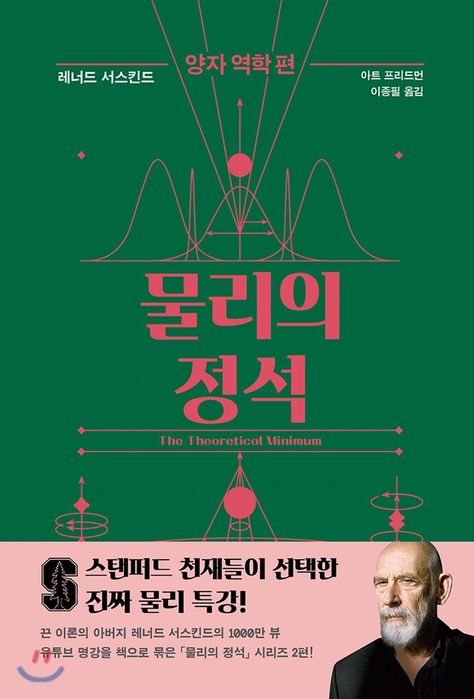 양자 역학 편
레너드 서스킨드
아트 프리드먼
이종필 옮김
물리의
정석
The Theoretical Minimum
S
스탠퍼드 천재들이 선택한
진짜 물리 특강!
끈 이론의 아버지 레너드 서스킨드의 1000만 뷰
유튜브 명강을 책으로 묶은 「물리의 정석」 시리즈 2편!